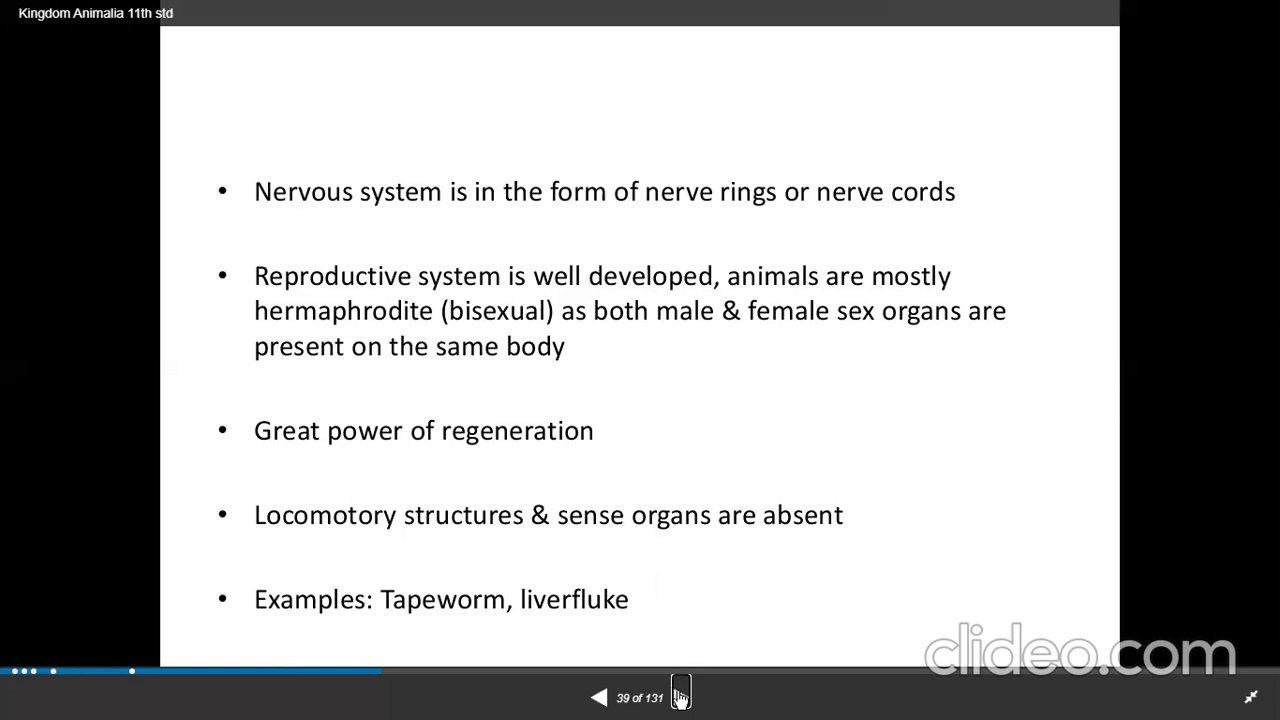 Kingdom Animalia 11th std
• Nervous system is in the form of nerve rings or nerve cords
• Reproductive system is well developed, animals are mostly
hermaphrodite (bisexual) as both male & female sex organs are
present on the same body
• Great power of regeneration
• Locomotory structures & sense organs are absent
• Examples: Tapeworm, liverfluke
clideo.com
39 of 131